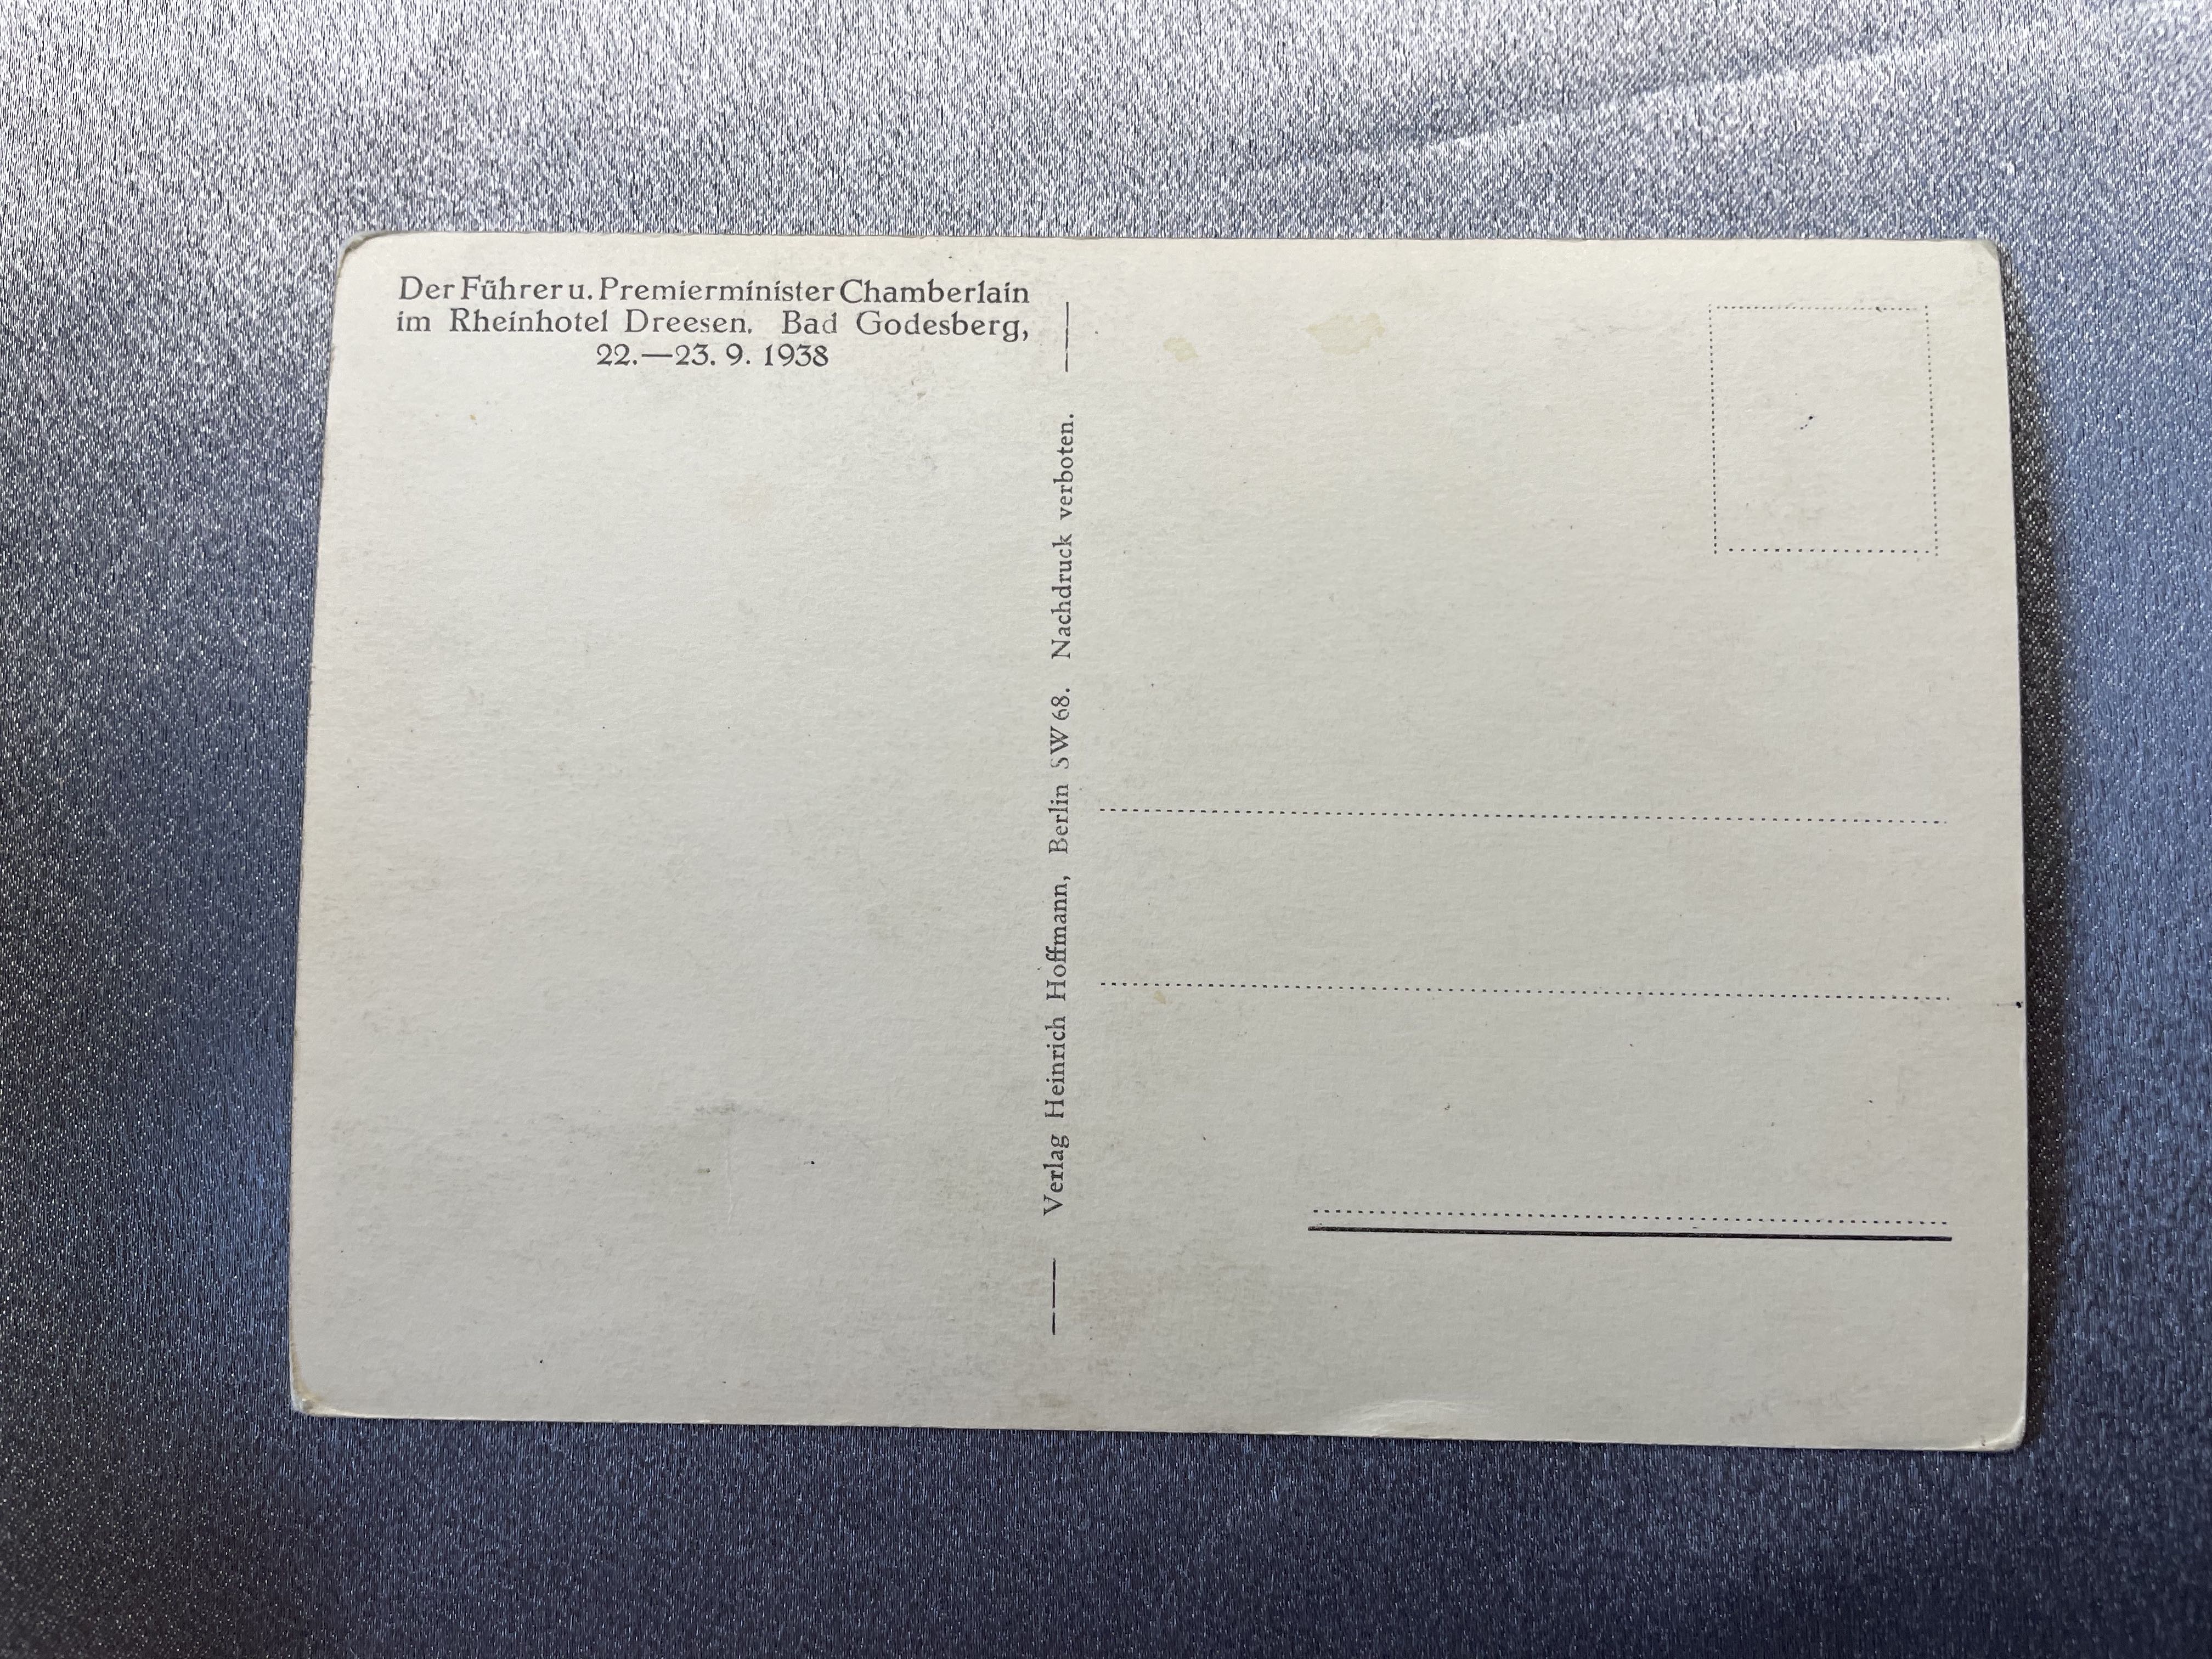 Der Führer u. Premierminister Chamberlain
im Rheinhotel Dreesen. Bad Godesberg,
22.—23. 9. 1938
Verlag Heinrich Hoffmann, Berlin SW 68. Nachdruck verboten.